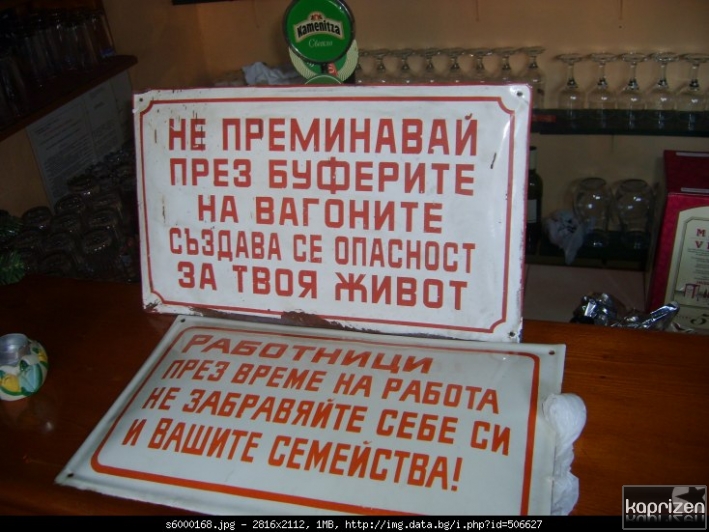 K's
Kamenitza
НЕ ПРЕМИНАВАЙ
ПРЕЗ БУФЕРИТЕ
НА ВАГОНИТЕ
СЪЗДАВА СЕ ОПАСНОСТ
ЗА ТВОЯ ЖИВОТ
РАБОТНИЦИ
ПРЕЗ ВРЕМЕ НА РАБОТА
НЕ ЗАБРАВЯЙТЕ СЕБЕ СИ
И ВАШИТЕ СЕМЕЙСТВА!
kaprizen
s6000168.jpg – 2816x2112, 1MB, http://img.data.bg/i.php?id=506627